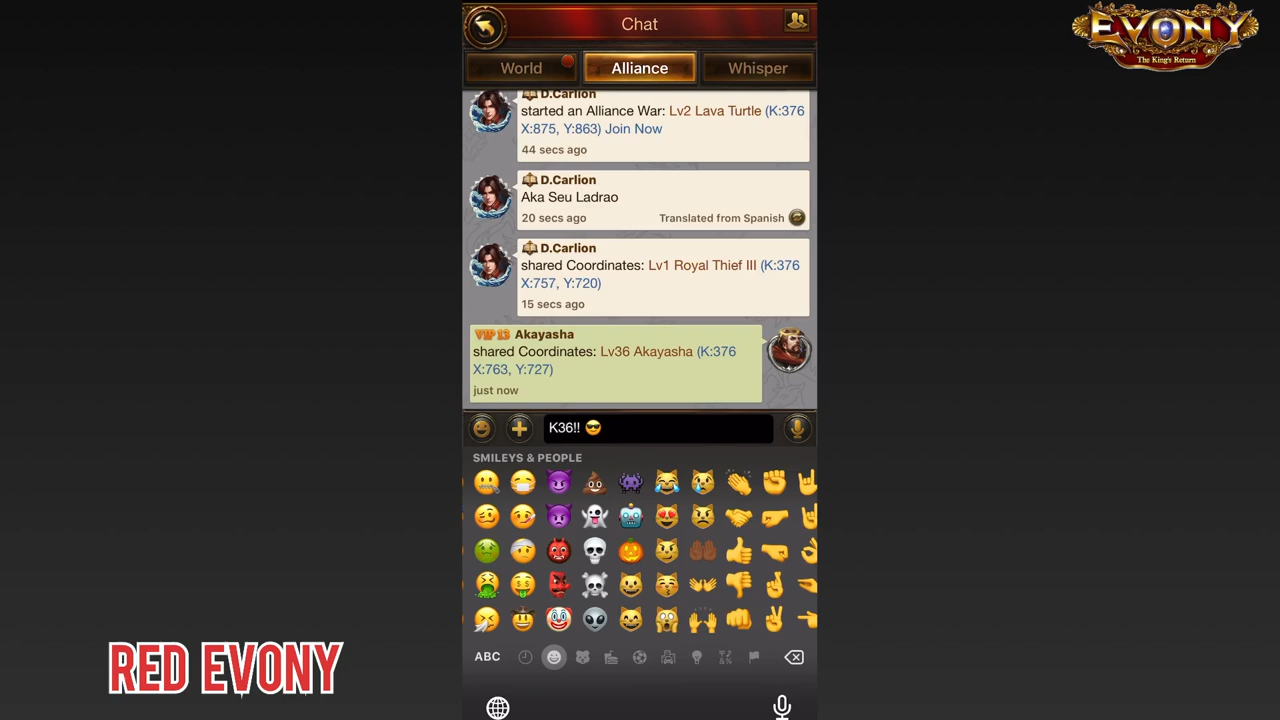 Chat
EVONY
The King's Return
World
Alliance
Whisper
D.Carlion
started an Alliance War: Lv2 Lava Turtle (K:376
X:875, Y:863) Join Now
44 secs ago
D.Carlion
Aka Seu Ladrao
20 secs ago
Translated from Spanish
D.Carlion
shared Coordinates: Lv1 Royal Thief III (K:376
X:757, Y:720)
15 secs ago
VIP 13 Akayasha
shared Coordinates: Lv36 Akayasha (K:376
X:763, Y:727)
just now
K36!! 😎
SMILEYS & PEOPLE
ABC
RED EVONY